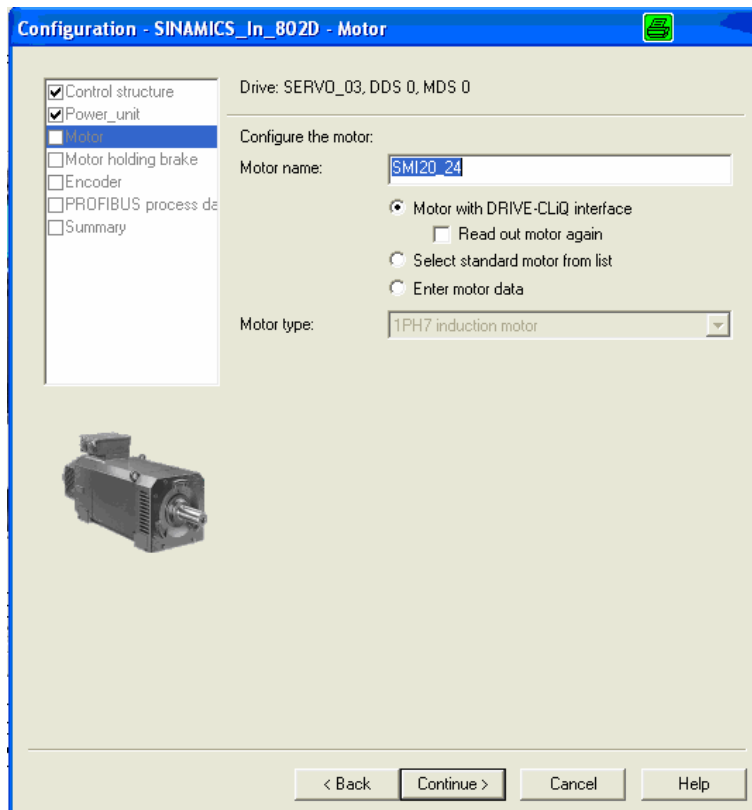 Configuration - SINAMICS_In_802D - Motor
Control structure
Power_unit
Motor
Motor holding brake
Encoder
PROFIBUS process da
Summary
Drive: SERVO_03, DDS 0, MDS 0
Configure the motor:
Motor name: SMI20_24
Motor with DRIVE-CLiQ interface
Read out motor again
Select standard motor from list
Enter motor data
Motor type: 1PH7 induction motor
< Back Continue > Cancel Help